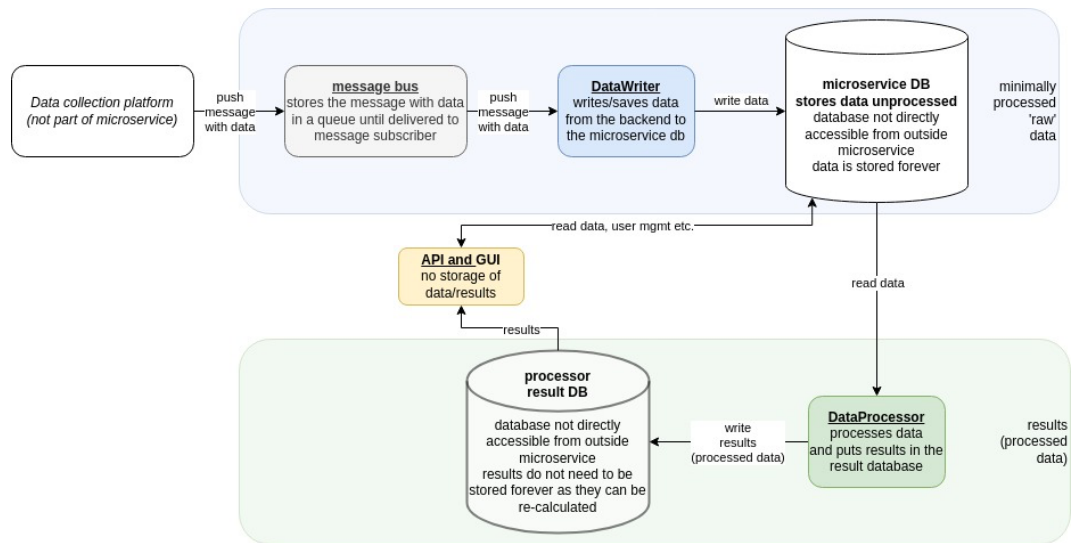 Data collection platform
(not part of microservice)
push
message
with data
message bus
stores the message with data
in a queue until delivered to
message subscriber
push
message
with data
DataWriter
writes/saves data
from the backend to
the microservice db
write data
microservice DB
stores data unprocessed
database not directly
accessible from outside
microservice
data is stored forever
minimally
processed
'raw'
data
read data, user mgmt etc.
API and GUI
no storage of
data/results
read data
results
processor
result DB
database not directly
accessible from outside
microservice
results do not need to be
stored forever as they can be
re-calculated
write
results
(processed data)
DataProcessor
processes data
and puts results in the
result database
results
(processed
data)